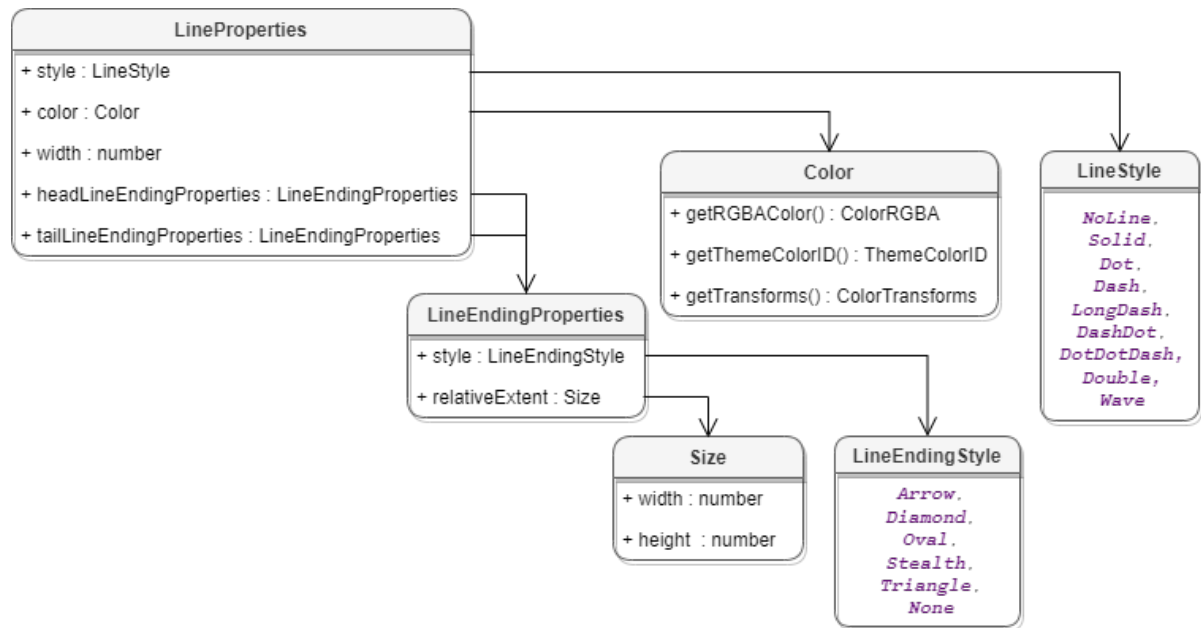 LineProperties
+ style : LineStyle
+ color : Color
+ width : number
+ headLineEndingProperties : LineEndingProperties
+ tailLineEndingProperties : LineEndingProperties
Color
+ getRGBAColor() : ColorRGBA
+ getThemeColorID() : ThemeColorID
+ getTransforms() : ColorTransforms
LineStyle
NoLine,
Solid,
Dot,
Dash,
LongDash,
DashDot,
DotDotDash,
Double,
Wave
LineEndingProperties
+ style : LineEndingStyle
+ relativeExtent : Size
Size
+ width : number
+ height : number
LineEndingStyle
Arrow,
Diamond,
Oval,
Stealth,
Triangle,
None